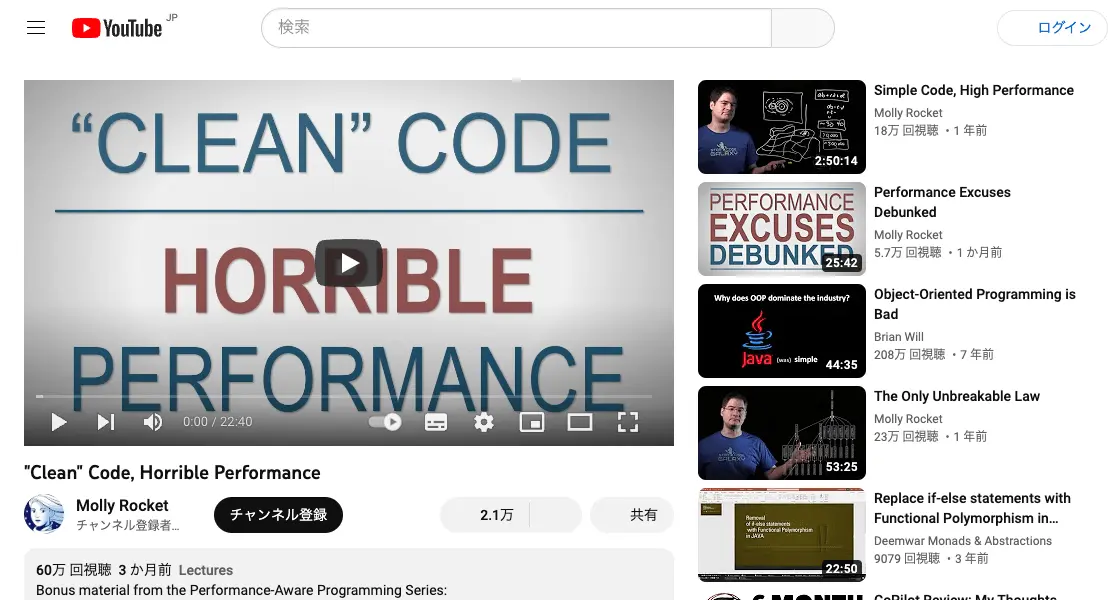 YouTube JP
検索
ログイン
“CLEAN” CODE
HORRIBLE
PERFORMANCE
0:00 / 22:40
"Clean" Code, Horrible Performance
Molly Rocket
チャンネル登録者...
チャンネル登録
2.1万
共有
60万 回視聴 3 か月前 Lectures
Bonus material from the Performance-Aware Programming Series:
2:50:14
Simple Code, High Performance
Molly Rocket
18万 回視聴 ・1 年前
PERFORMANCE
EXCUSES
DEBUNKED
25:42
Performance Excuses
Debunked
Molly Rocket
5.7万 回視聴 ・1 か月前
Why does OOP dominate the industry?
Java (was) simple
44:35
Object-Oriented Programming is
Bad
Brian Will
208万 回視聴 ・7 年前
53:25
The Only Unbreakable Law
Molly Rocket
23万 回視聴 ・1 年前
Removal
of if-else statements
with Functional Polymorphism
in JAVA
22:50
Replace if-else statements with
Functional Polymorphism in...
Deemwar Monads & Abstractions
9079 回視聴 ・3 年前
6 MONTH
CoPilot Review: My Thoughts